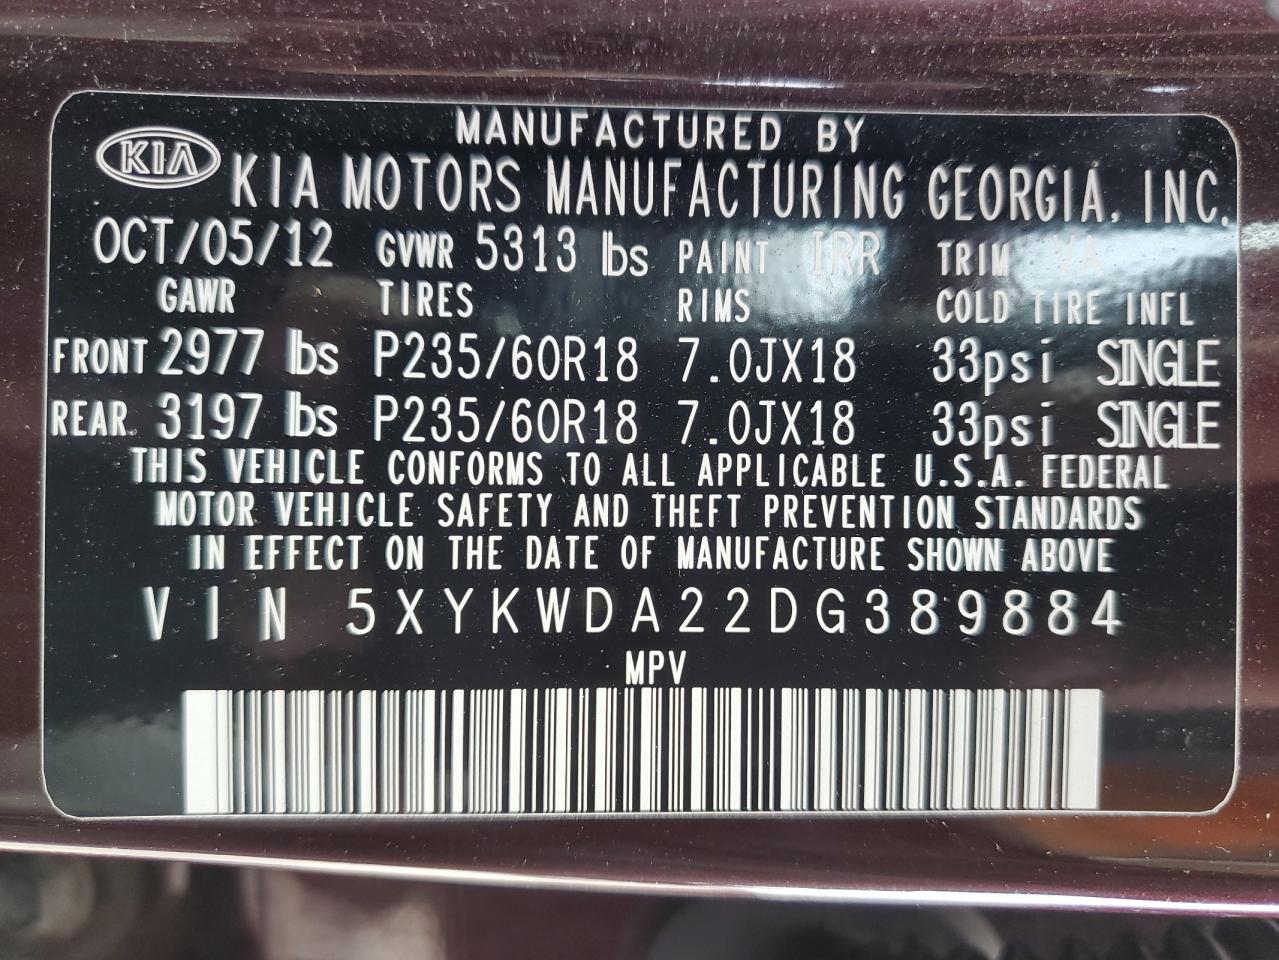 MANUFACTURED BY
KIA KIA MOTORS MANUFACTURING GEORGIA, INC.
OCT/05/12 GVWR 5313 lbs PAINT IRR TRIM VA
GAWR TIRES RIMS COLD TIRE INFL
FRONT 2977 lbs P235/60R18 7.0JX18 33psi SINGLE
REAR 3197 lbs P235/60R18 7.0JX18 33psi SINGLE
THIS VEHICLE CONFORMS TO ALL APPLICABLE U.S.A. FEDERAL
MOTOR VEHICLE SAFETY AND THEFT PREVENTION STANDARDS
IN EFFECT ON THE DATE OF MANUFACTURE SHOWN ABOVE
VIN 5XYKWDA22DG389884
MPV